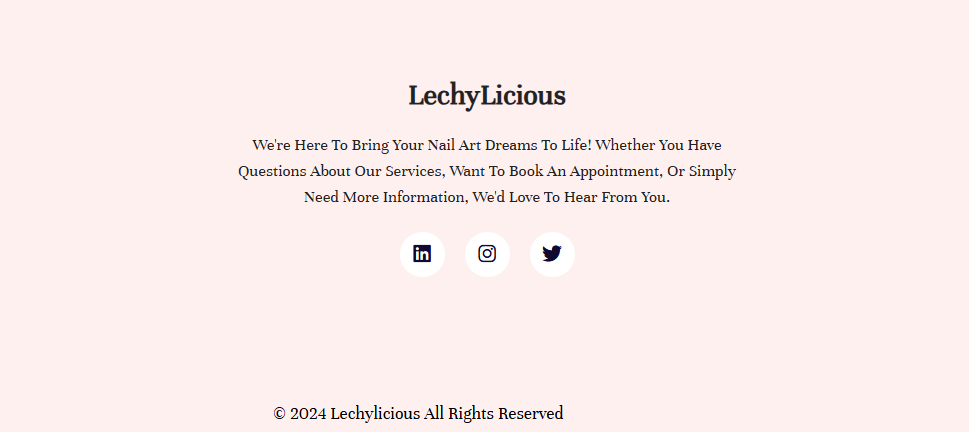 LechyLicious
We're Here To Bring Your Nail Art Dreams To Life! Whether You Have
Questions About Our Services, Want To Book An Appointment, Or Simply
Need More Information, We'd Love To Hear From You.
© 2024 Lechylicious All Rights Reserved